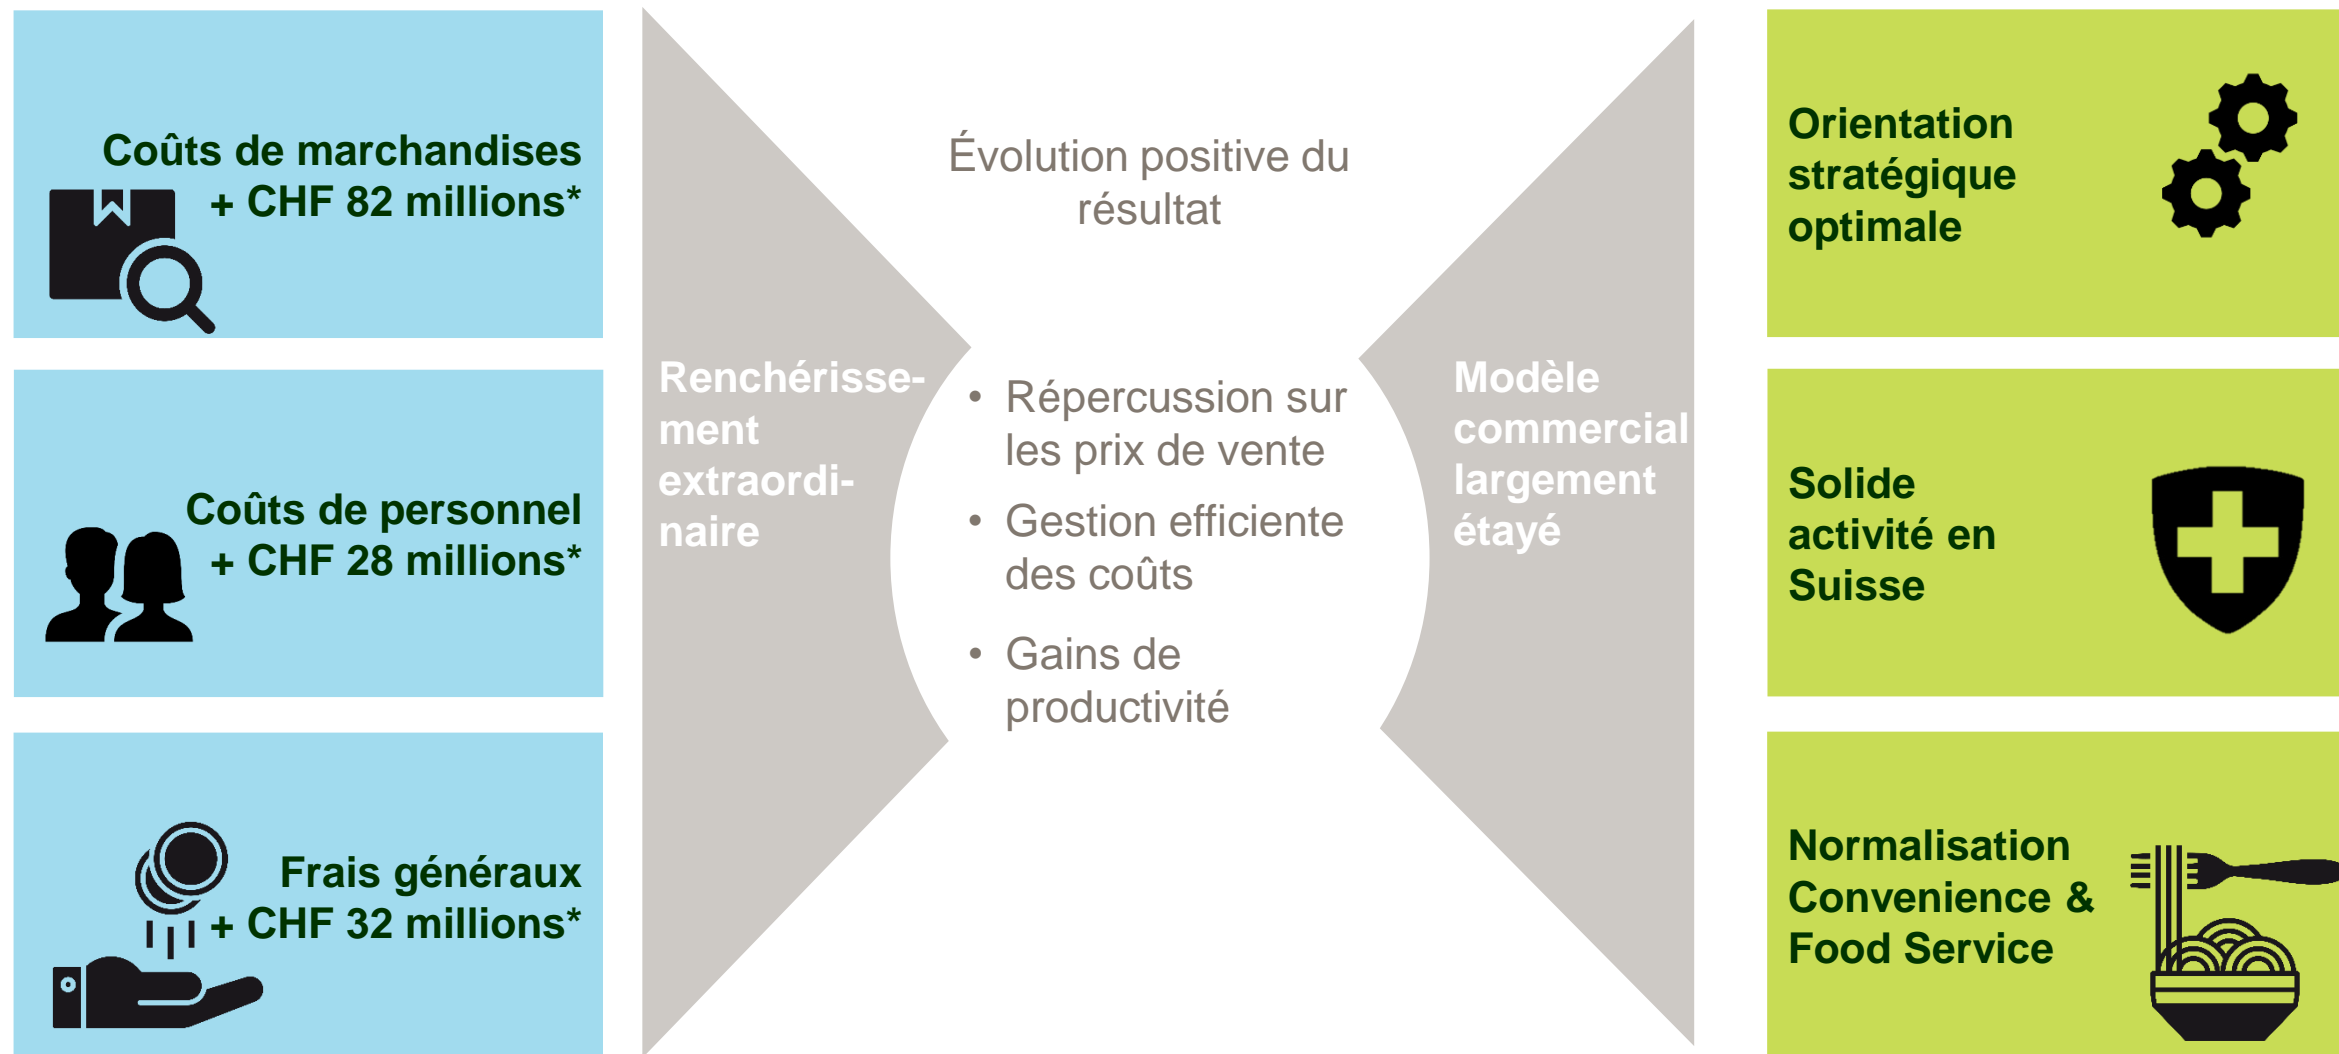 Coûts de marchandises
+ CHF 82 millions*
Coûts de personnel
+ CHF 28 millions*
Frais généraux
+ CHF 32 millions*
Renchérisse-
ment
extraordi-
naire
Évolution positive du
résultat
• Répercussion sur
les prix de vente
• Gestion efficiente
des coûts
• Gains de
productivité
Modèle
commercial
largement
étayé
Orientation
stratégique
optimale
Solide
activité en
Suisse
Normalisation
Convenience &
Food Service